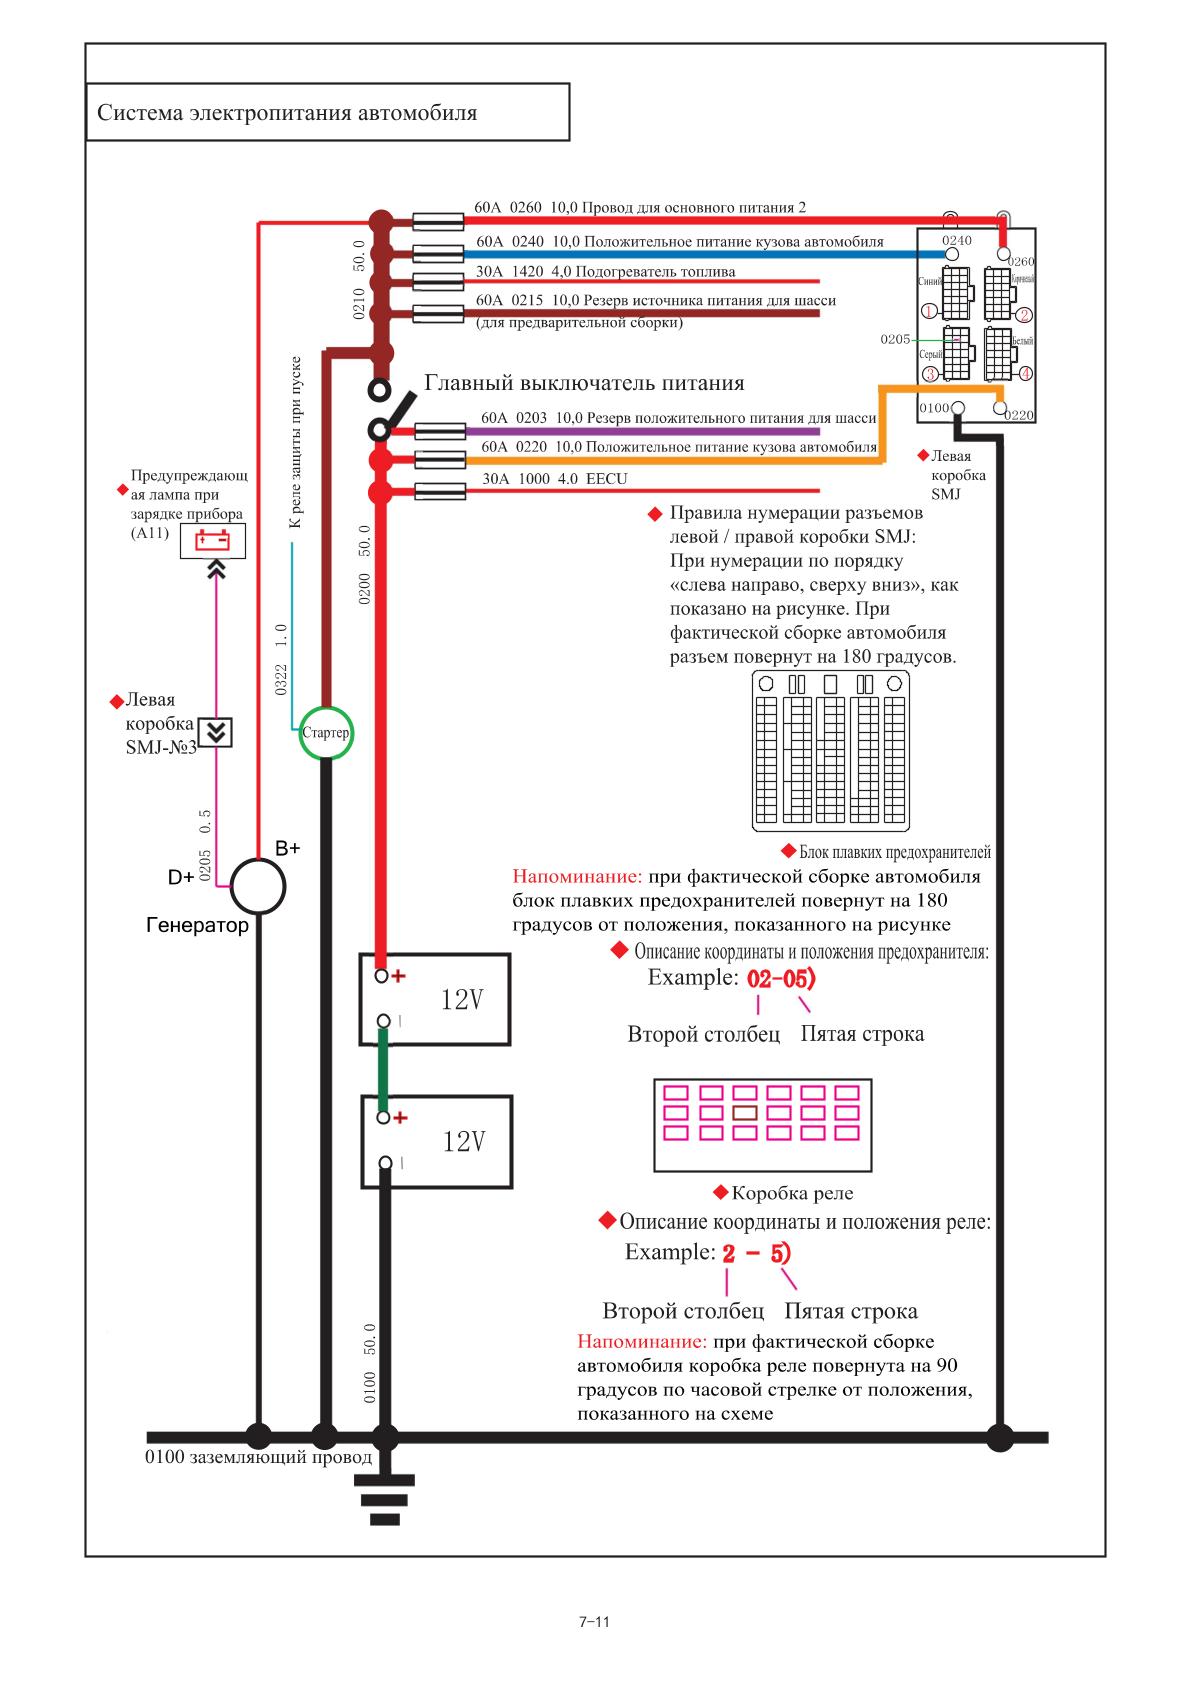 Система электропитания автомобиля
60A 0260 10,0 Провод для основного питания 2
60A 0240 10,0 Положительное питание кузова автомобиля
30A 1420 4,0 Подогреватель топлива
60A 0215 10,0 Резерв источника питания для шасси
(для предварительной сборки)
0210 50.0
0240
0260
Синий
Коричневый
1
2
0205
Серый
Белый
3
4
0100
0220
Левая
коробка
SMJ
Главный выключатель питания
60A 0203 10,0 Резерв положительного питания для шасси
60A 0220 10,0 Положительное питание кузова автомобиля
30A 1000 4.0 EECU
К реле защиты при пуске
Предупреждающ
ая лампа при
зарядке прибора
(A11)
0200 50.0
0322 1.0
Правила нумерации разъемов
левой / правой коробки SMJ:
При нумерации по порядку
«слева направо, сверху вниз», как
показано на рисунке. При
фактической сборке автомобиля
разъем повернут на 180 градусов.
Левая
коробка
SMJ-№3
Стартер
0205 0.5
B+
D+
Генератор
Блок плавких предохранителей
Напоминание: при фактической сборке автомобиля
блок плавких предохранителей повернут на 180
градусов от положения, показанного на рисунке
Описание координаты и положения предохранителя:
Example: 02-05)
Второй столбец Пятая строка
+
12V
+
12V
Коробка реле
Описание координаты и положения реле:
Example: 2 - 5)
Второй столбец Пятая строка
Напоминание: при фактической сборке
автомобиля коробка реле повернута на 90
градусов по часовой стрелке от положения,
показанного на схеме
0100 50.0
0100 заземляющий провод
7-11